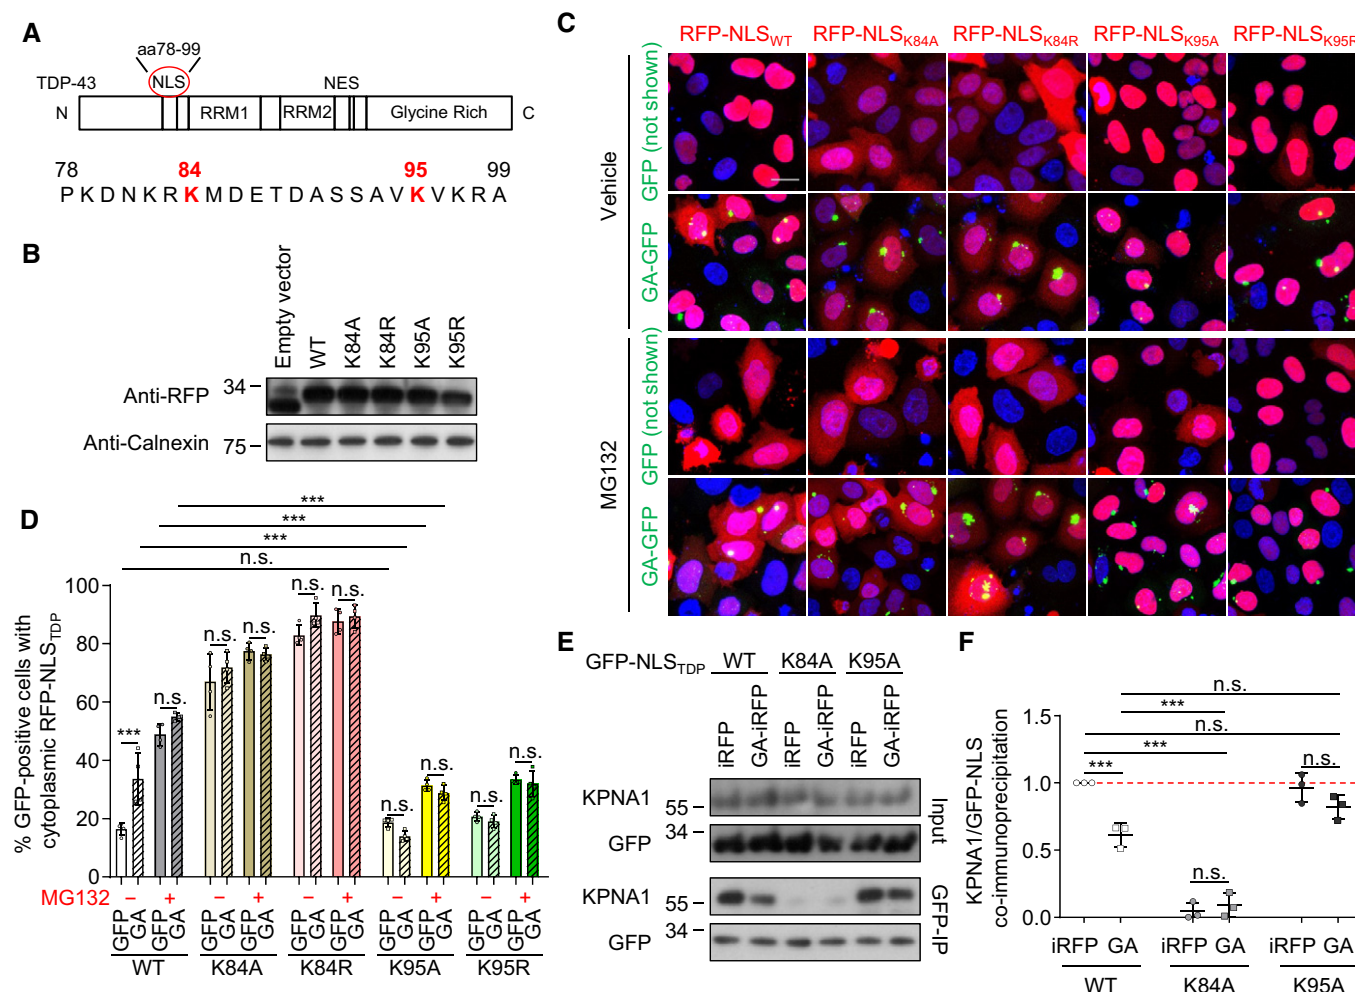 A
aa78-99
TDP-43
NLS
NES
N
RRM1
RRM2
Glycine Rich
C
78
84
95
99
P K D N K R K M D E T D A S S A V K V K R A
B
Empty vector
WT
K84A
K84R
K95A
K95R
Anti-RFP
34
Anti-Calnexin
75
C
RFP-NLSWT
RFP-NLSK84A
RFP-NLSK84R
RFP-NLSK95A
RFP-NLSK95R
Vehicle
GFP (not shown)
GA-GFP
MG132
GFP (not shown)
GA-GFP
D
***
***
***
n.s.
% GFP-positive cells with
cytoplasmic RFP-NLSTDP
100
80
60
40
20
0
***
n.s.
n.s.
n.s.
n.s.
n.s.
n.s.
n.s.
n.s.
n.s.
MG132
− + − + − + − + − +
GFP GA GFP GA GFP GA GFP GA GFP GA GFP GA GFP GA GFP GA GFP GA GFP GA
WT
K84A
K84R
K95A
K95R
E
GFP-NLSTDP
WT
K84A
K95A
iRFP
GA-iRFP
iRFP
GA-iRFP
iRFP
GA-iRFP
KPNA1
55
GFP
34
Input
KPNA1
55
GFP
34
GFP-IP
F
n.s.
***
n.s.
***
***
n.s.
n.s.
KPNA1/GFP-NLS
co-immunoprecipitation
1.5
1.0
0.5
0.0
iRFP GA iRFP GA iRFP GA
WT
K84A
K95A